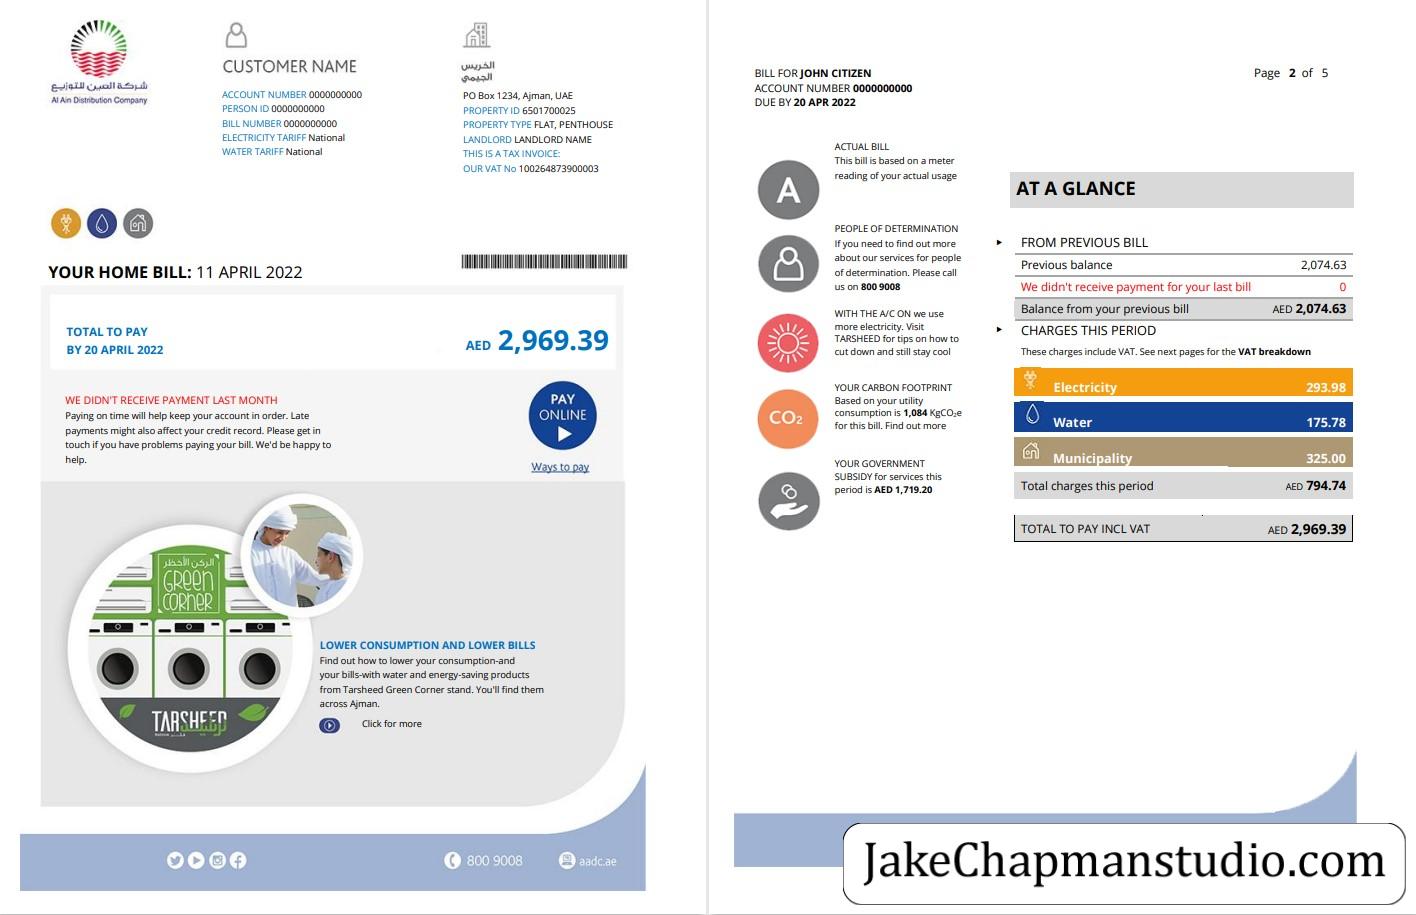 شركة العين للتوزيع
Al Ain Distribution Company
CUSTOMER NAME
ACCOUNT NUMBER 0000000000
PERSON ID 0000000000
BILL NUMBER 0000000000
ELECTRICITY TARIFF National
WATER TARIFF National
الخريس
الجيمي
PO Box 1234, Ajman, UAE
PROPERTY ID 6501700025
PROPERTY TYPE FLAT, PENTHOUSE
LANDLORD LANDLORD NAME
THIS IS A TAX INVOICE:
OUR VAT No 100264873900003
YOUR HOME BILL: 11 APRIL 2022
TOTAL TO PAY
BY 20 APRIL 2022
AED 2,969.39
WE DIDN'T RECEIVE PAYMENT LAST MONTH
Paying on time will help keep your account in order. Late
payments might also affect your credit record. Please get in
touch if you have problems paying your bill. We'd be happy to
help.
PAY
ONLINE
Ways to pay
الركن الأخضر
Green
Corner
TARSHEED
ترشيد
LOWER CONSUMPTION AND LOWER BILLS
Find out how to lower your consumption-and
your bills-with water and energy-saving products
from Tarsheed Green Corner stand. You'll find them
across Ajman.
Click for more
800 9008
aadc.ae
BILL FOR JOHN CITIZEN
ACCOUNT NUMBER 0000000000
DUE BY 20 APR 2022
Page 2 of 5
A
ACTUAL BILL
This bill is based on a meter
reading of your actual usage
PEOPLE OF DETERMINATION
If you need to find out more
about our services for people
of determination. Please call
us on 800 9008
WITH THE A/C ON we use
more electricity. Visit
TARSHEED for tips on how to
cut down and still stay cool
CO₂
YOUR CARBON FOOTPRINT
Based on your utility
consumption is 1,084 KgCO₂e
for this bill. Find out more
YOUR GOVERNMENT
SUBSIDY for services this
period is AED 1,719.20
AT A GLANCE
FROM PREVIOUS BILL
Previous balance 2,074.63
We didn't receive payment for your last bill 0
Balance from your previous bill AED 2,074.63
CHARGES THIS PERIOD
These charges include VAT. See next pages for the VAT breakdown
Electricity 293.98
Water 175.78
Municipality 325.00
Total charges this period AED 794.74
TOTAL TO PAY INCL VAT AED 2,969.39
JakeChapmanstudio.com